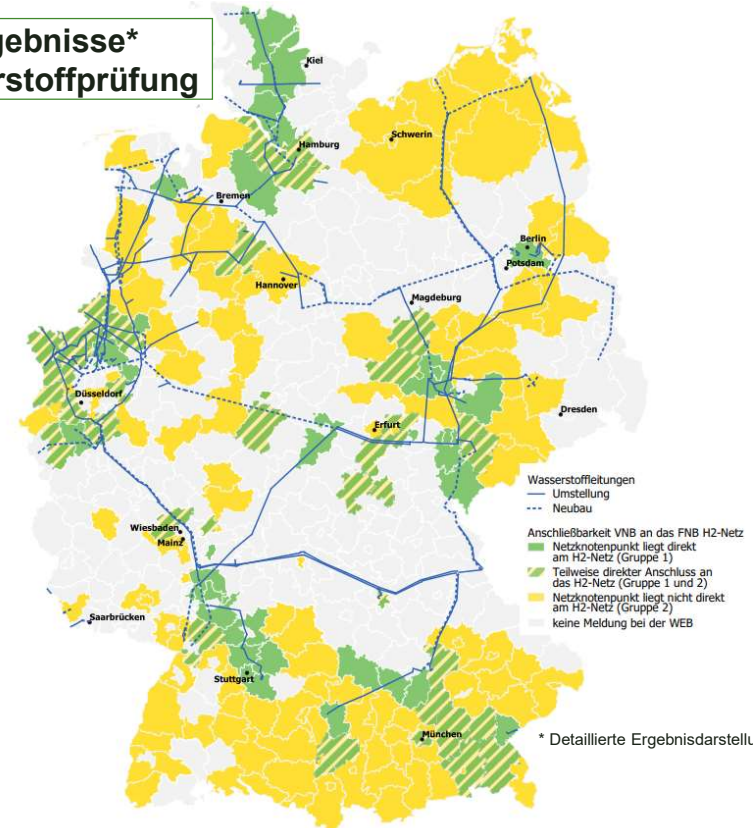 gebnisse*
rstoffprüfung
Kiel
Schwerin
Hamburg
Bremen
Berlin
Potsdam
Hannover
Magdeburg
Düsseldorf
Erfurt
Dresden
Wiesbaden
Mainz
Saarbrücken
Stuttgart
München
Wasserstoffleitungen
Umstellung
Neubau
Anschließbarkeit VNB an das FNB H2-Netz
Netzknotenpunkt liegt direkt
am H2-Netz (Gruppe 1)
Teilweise direkter Anschluss an
das H2-Netz (Gruppe 1 und 2)
Netzknotenpunkt liegt nicht direkt
am H2-Netz (Gruppe 2)
keine Meldung bei der WEB
* Detaillierte Ergebnisdarstellu